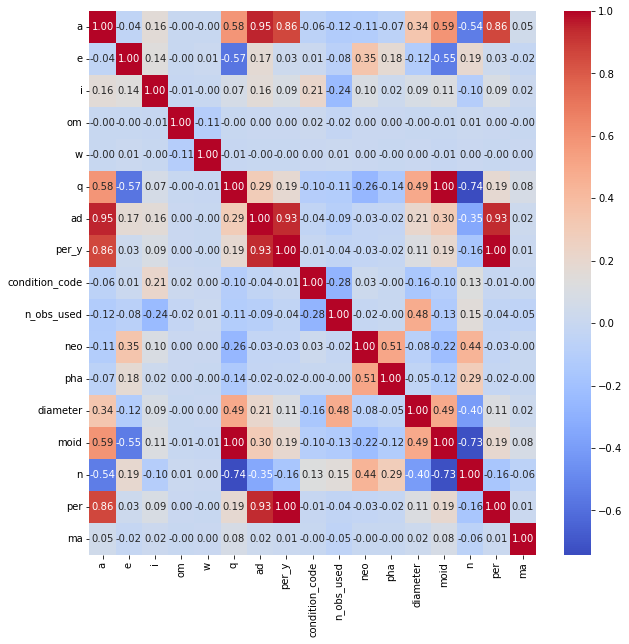 a 1.00 -0.04 0.16 -0.00 -0.00 0.58 0.95 0.86 -0.06 -0.12 -0.11 -0.07 0.34 0.59 -0.54 0.86 0.05
e -0.04 1.00 0.14 -0.00 0.01 -0.57 0.17 0.03 0.01 -0.08 0.35 0.18 -0.12 -0.55 0.19 0.03 -0.02
i 0.16 0.14 1.00 -0.01 -0.00 0.07 0.16 0.09 0.21 -0.24 0.10 0.02 0.09 0.11 -0.10 0.09 0.02
om -0.00 -0.00 -0.01 1.00 -0.11 -0.00 0.00 0.00 0.02 -0.02 0.00 0.00 -0.00 -0.01 0.01 0.00 0.00
w -0.00 0.01 -0.00 -0.11 1.00 -0.01 -0.00 -0.00 0.00 0.01 0.00 -0.00 0.00 -0.01 0.00 -0.00 0.00
q 0.58 -0.57 0.07 -0.00 -0.01 1.00 0.29 0.19 -0.10 -0.11 -0.26 -0.14 0.49 1.00 -0.74 0.19 0.08
ad 0.95 0.17 0.16 0.00 -0.00 0.29 1.00 0.93 -0.04 -0.09 -0.03 -0.02 0.21 0.30 -0.35 0.93 0.02
per_y 0.86 0.03 0.09 0.00 -0.00 0.19 0.93 1.00 -0.01 -0.04 -0.03 -0.02 0.11 0.19 -0.16 1.00 0.01
condition_code -0.06 0.01 0.21 0.02 0.00 -0.10 -0.04 -0.01 1.00 -0.28 0.03 -0.00 -0.16 -0.10 0.13 -0.01 -0.00
n_obs_used -0.12 -0.08 -0.24 -0.02 0.01 -0.11 -0.09 -0.04 -0.28 1.00 -0.02 -0.00 0.48 -0.13 0.15 -0.04 -0.05
neo -0.11 0.35 0.10 0.00 0.00 -0.26 -0.03 -0.03 0.03 -0.02 1.00 0.51 -0.08 -0.22 0.44 -0.03 -0.00
pha -0.07 0.18 0.02 0.00 -0.00 -0.14 -0.02 -0.02 -0.00 -0.00 0.51 1.00 -0.05 -0.12 0.29 -0.02 -0.00
diameter 0.34 -0.12 0.09 -0.00 0.00 0.49 0.21 0.11 -0.16 0.48 -0.08 -0.05 1.00 0.49 -0.40 0.11 0.02
moid 0.59 -0.55 0.11 -0.01 -0.01 1.00 0.30 0.19 -0.10 -0.13 -0.22 -0.12 0.49 1.00 -0.73 0.19 0.08
n -0.54 0.19 -0.10 0.01 0.00 -0.74 -0.35 -0.16 0.13 0.15 0.44 0.29 -0.40 -0.73 1.00 -0.16 -0.06
per 0.86 0.03 0.09 0.00 -0.00 0.19 0.93 1.00 -0.01 -0.04 -0.03 -0.02 0.11 0.19 -0.16 1.00 0.01
ma 0.05 -0.02 0.02 0.00 0.00 0.08 0.02 0.01 -0.00 -0.05 -0.00 -0.00 0.02 0.08 -0.06 0.01 1.00
a e i om w q ad per_y condition_code n_obs_used neo pha diameter moid n per ma
1.0
0.8
0.6
0.4
0.2
0.0
-0.2
-0.4
-0.6